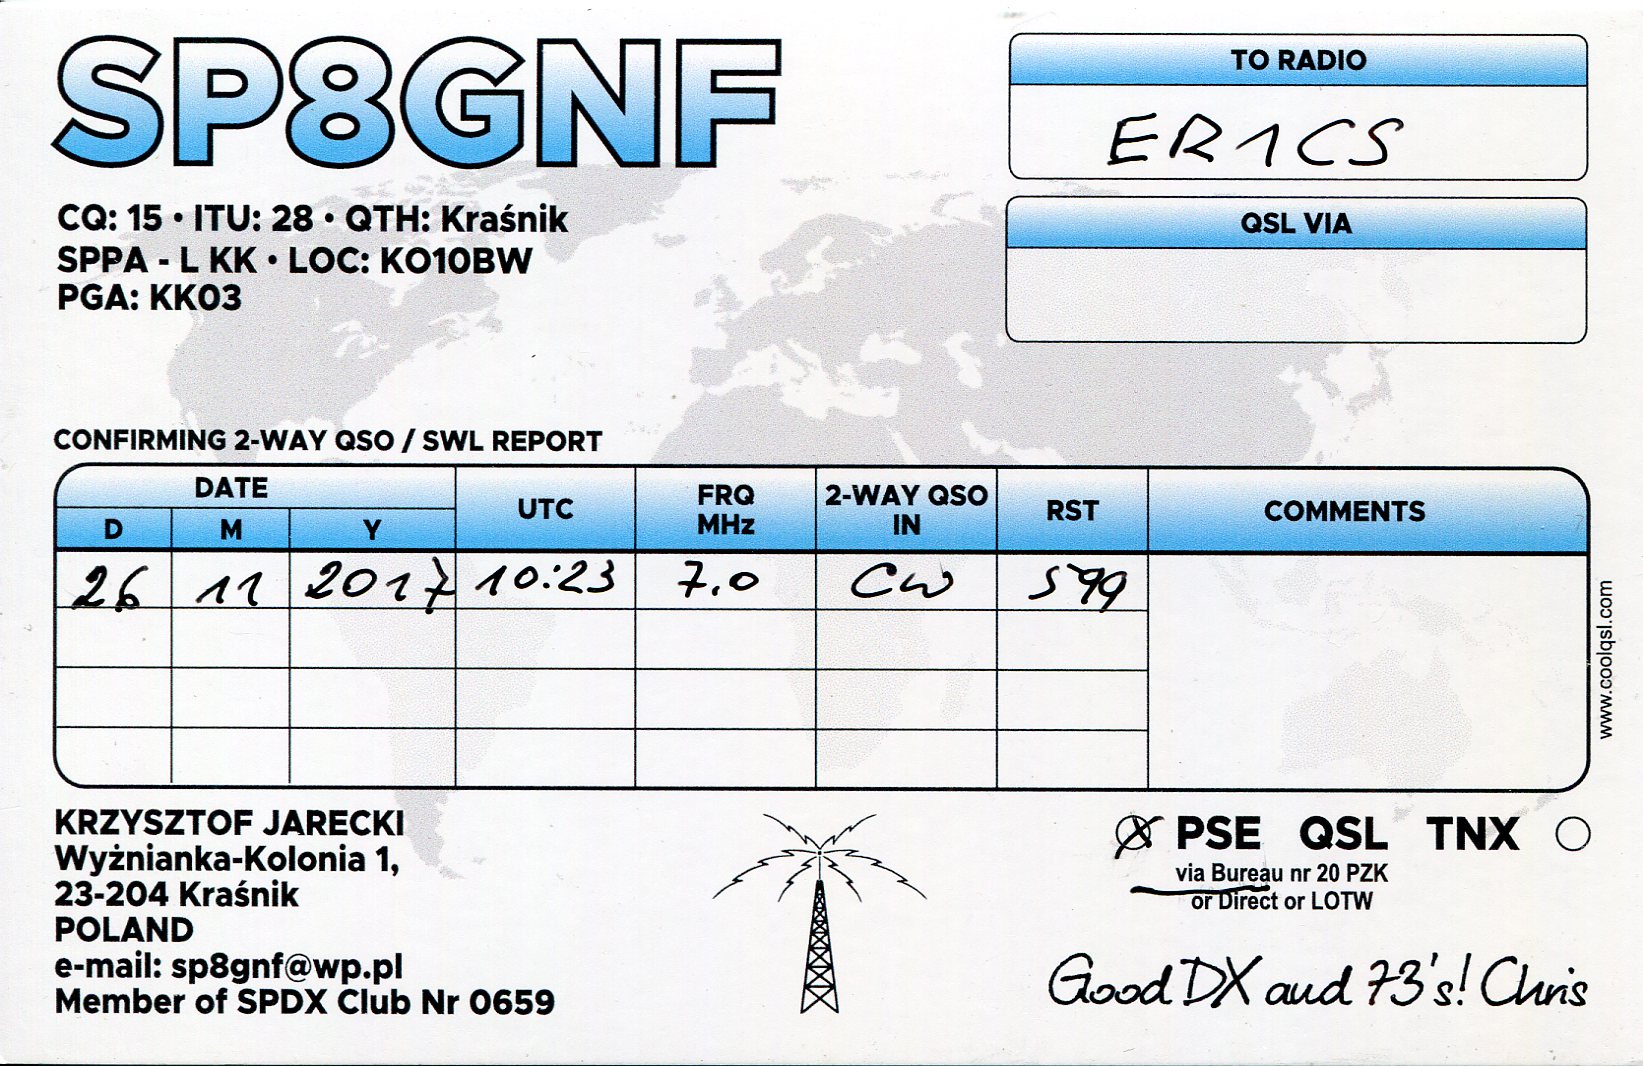 SP8GNF
TO RADIO
ER1CS
CQ: 15 • ITU: 28 • QTH: Kraśnik
SPPA - L KK • LOC: KO10BW
PGA: KK03
QSL VIA
CONFIRMING 2-WAY QSO / SWL REPORT
DATE UTC FRQ MHz 2-WAY QSO IN RST COMMENTS
D M Y
26 11 2017 10:23 7.0 CW 599
www.coolqsl.com
KRZYSZTOF JARECKI
Wyżnianka-Kolonia 1,
23-204 Kraśnik
POLAND
e-mail: sp8gnf@wp.pl
Member of SPDX Club Nr 0659
X PSE QSL TNX
via Bureau nr 20 PZK
or Direct or LOTW
Good DX and 73's! Chris